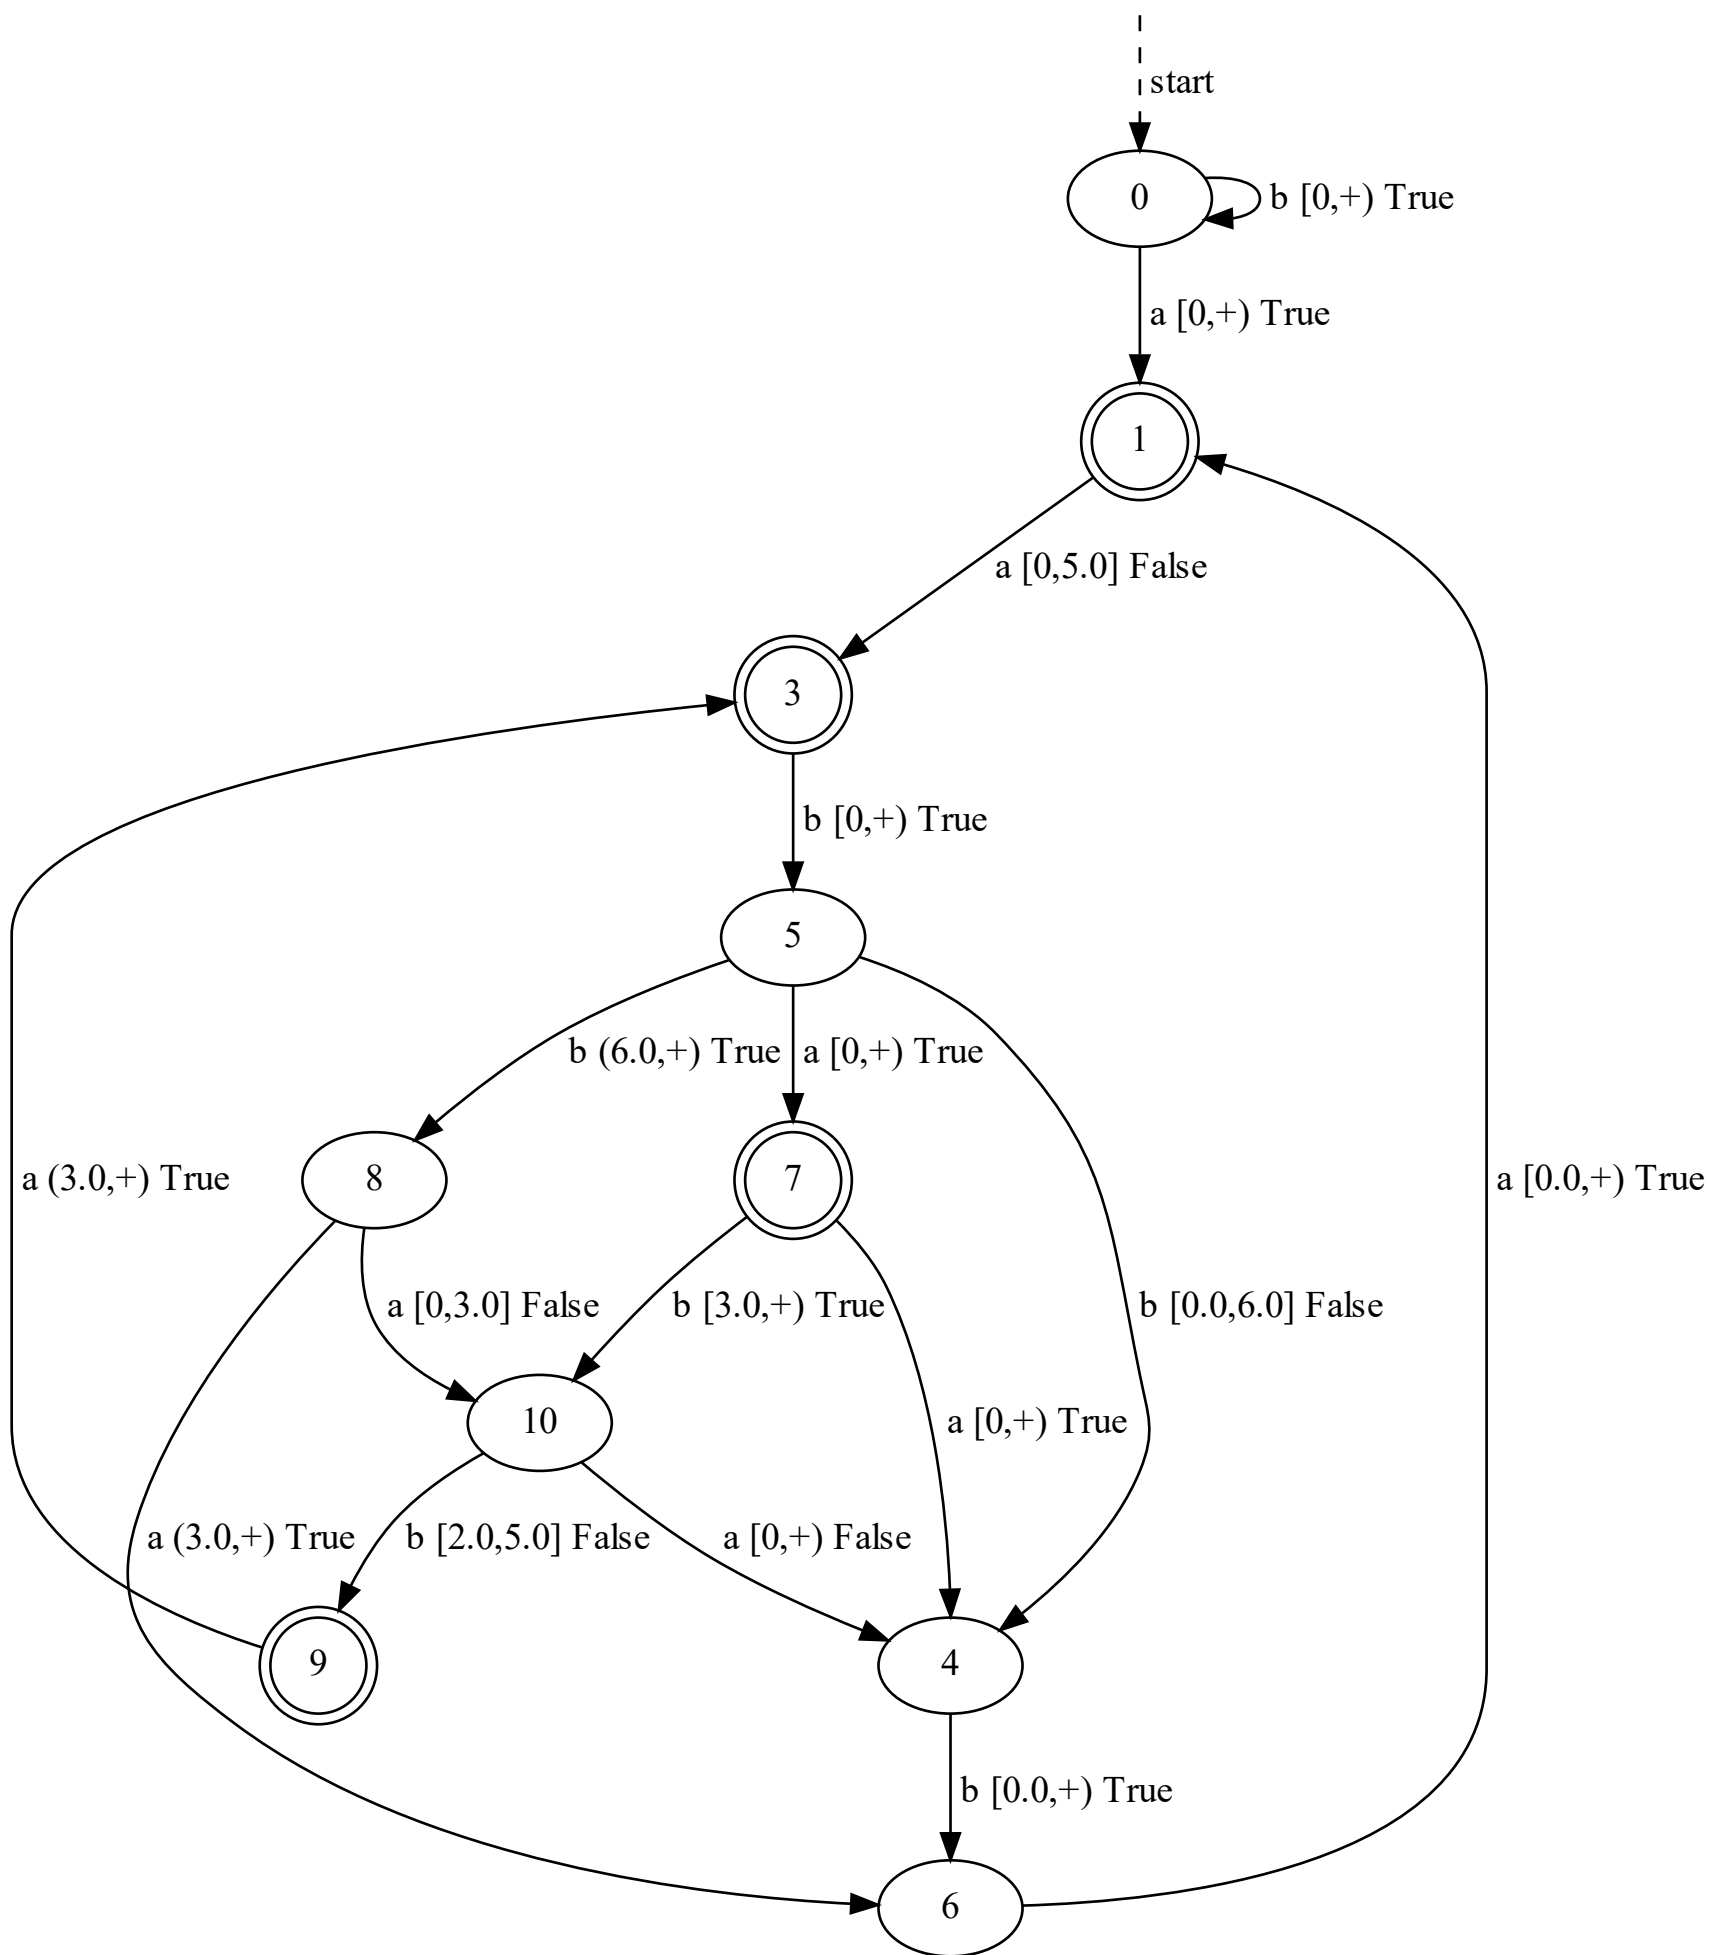 start
0
b [0,+) True
a [0,+) True
1
a [0,5.0] False
3
b [0,+) True
5
b (6.0,+) True
a [0,+) True
a (3.0,+) True
8
7
a [0.0,+) True
a [0,3.0] False
b [3.0,+) True
b [0.0,6.0] False
10
a [0,+) True
a (3.0,+) True
b [2.0,5.0] False
a [0,+) False
9
4
b [0.0,+) True
6